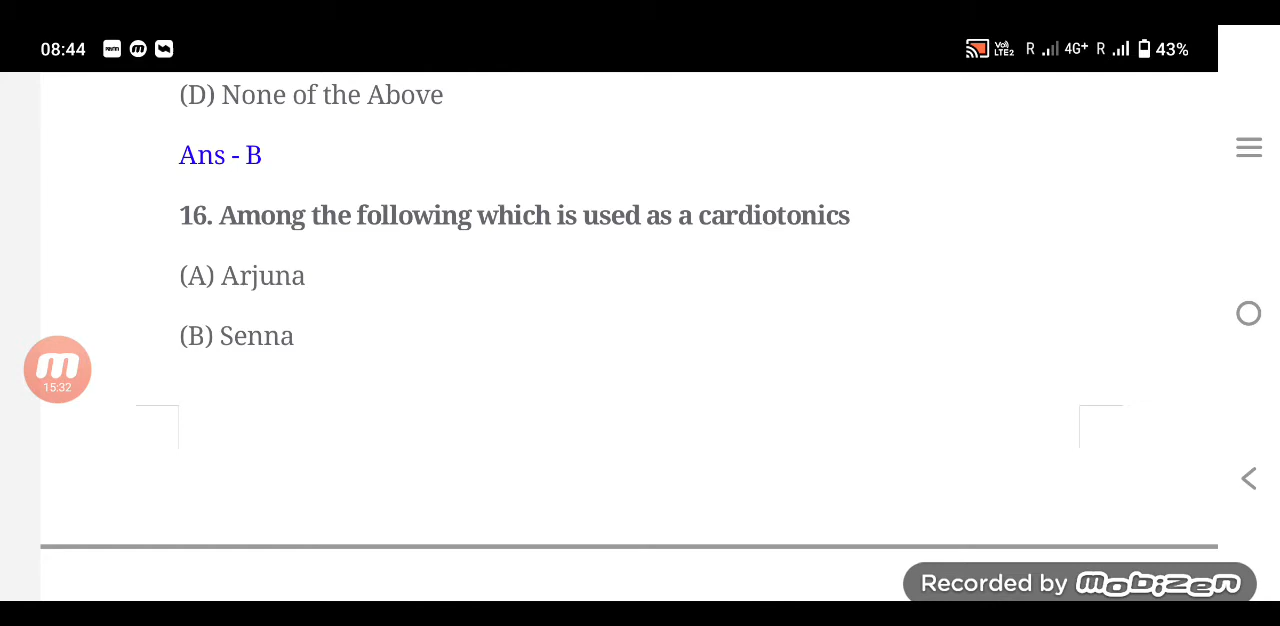 08:44 VoLTE2 R 4G+ R 43%
(D) None of the Above
Ans - B
16. Among the following which is used as a cardiotonics
(A) Arjuna
(B) Senna
m
15:32
Recorded by mobizen